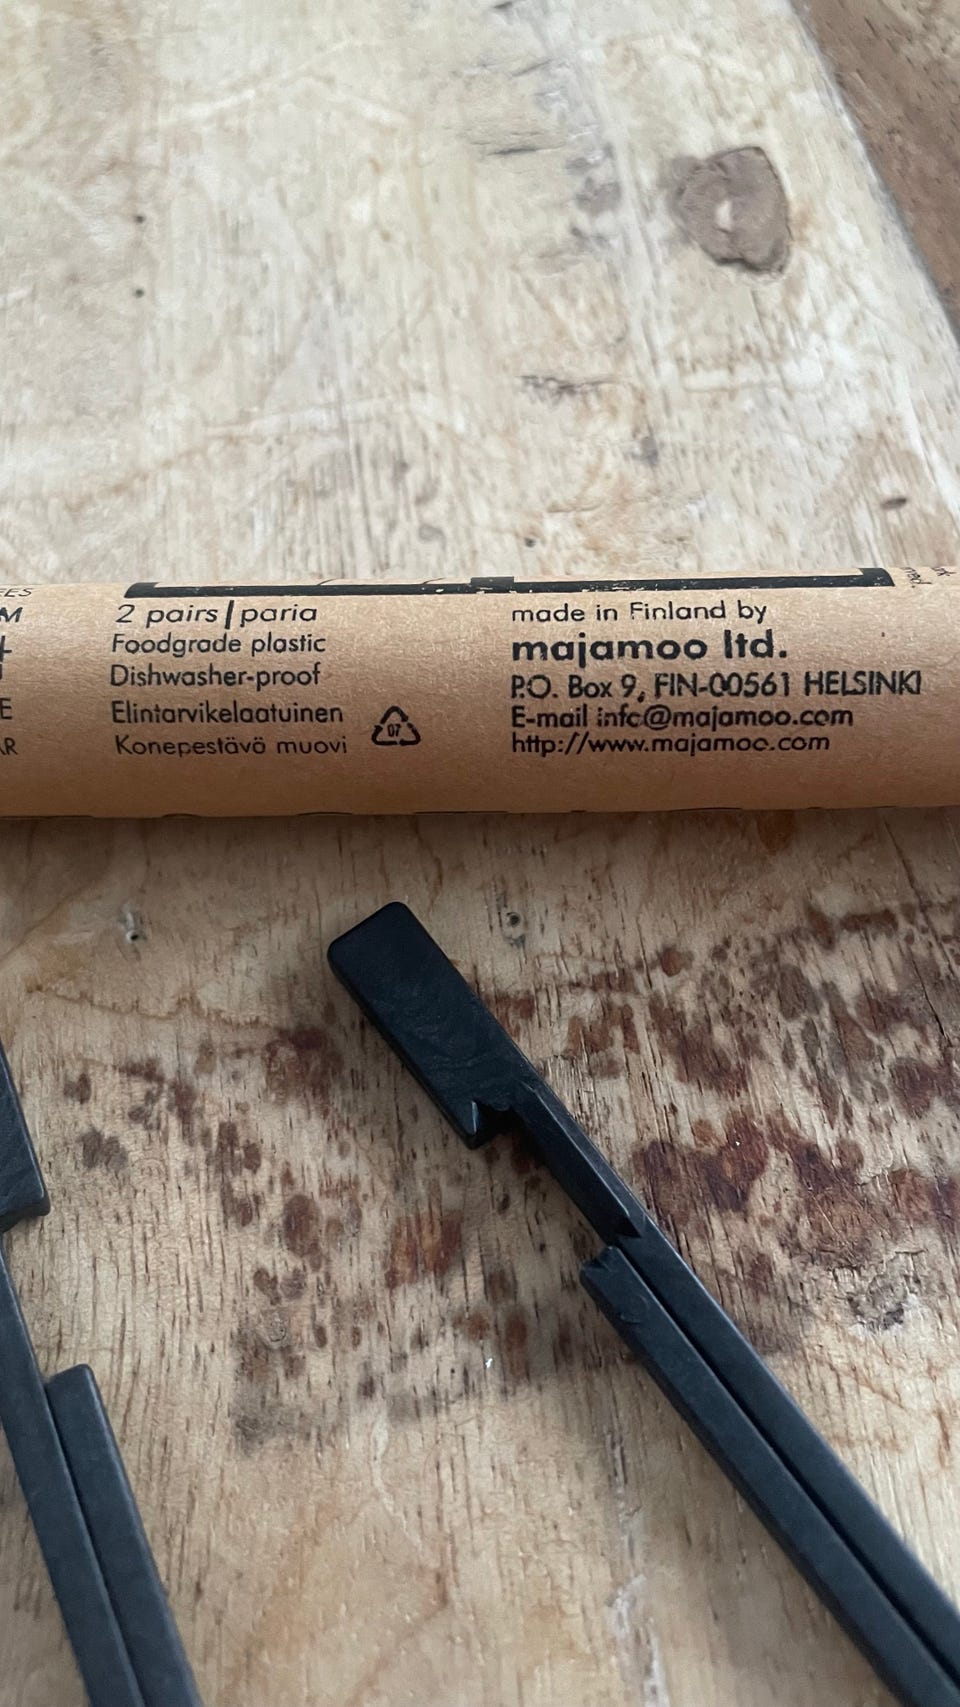 2 pairs | paria
Foodgrade plastic
Dishwasher-proof
Elintarvikelaatuinen
Konepestävö muovi
07
made in Finland by
majamoo ltd.
P.O. Box 9, FIN-00561 HELSINKI
E-mail info@majamoo.com
http://www.majamoo.com